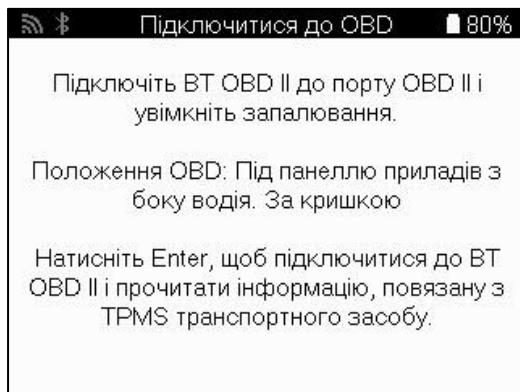 Підключитися до OBD 80%
Підключіть BT OBD II до порту OBD II і
увімкніть запалювання.
Положення OBD: Під панеллю приладів з
боку водія. За кришкою
Натисніть Enter, щоб підключитися до BT
OBD II і прочитати інформацію, повязану з
TPMS транспортного засобу.